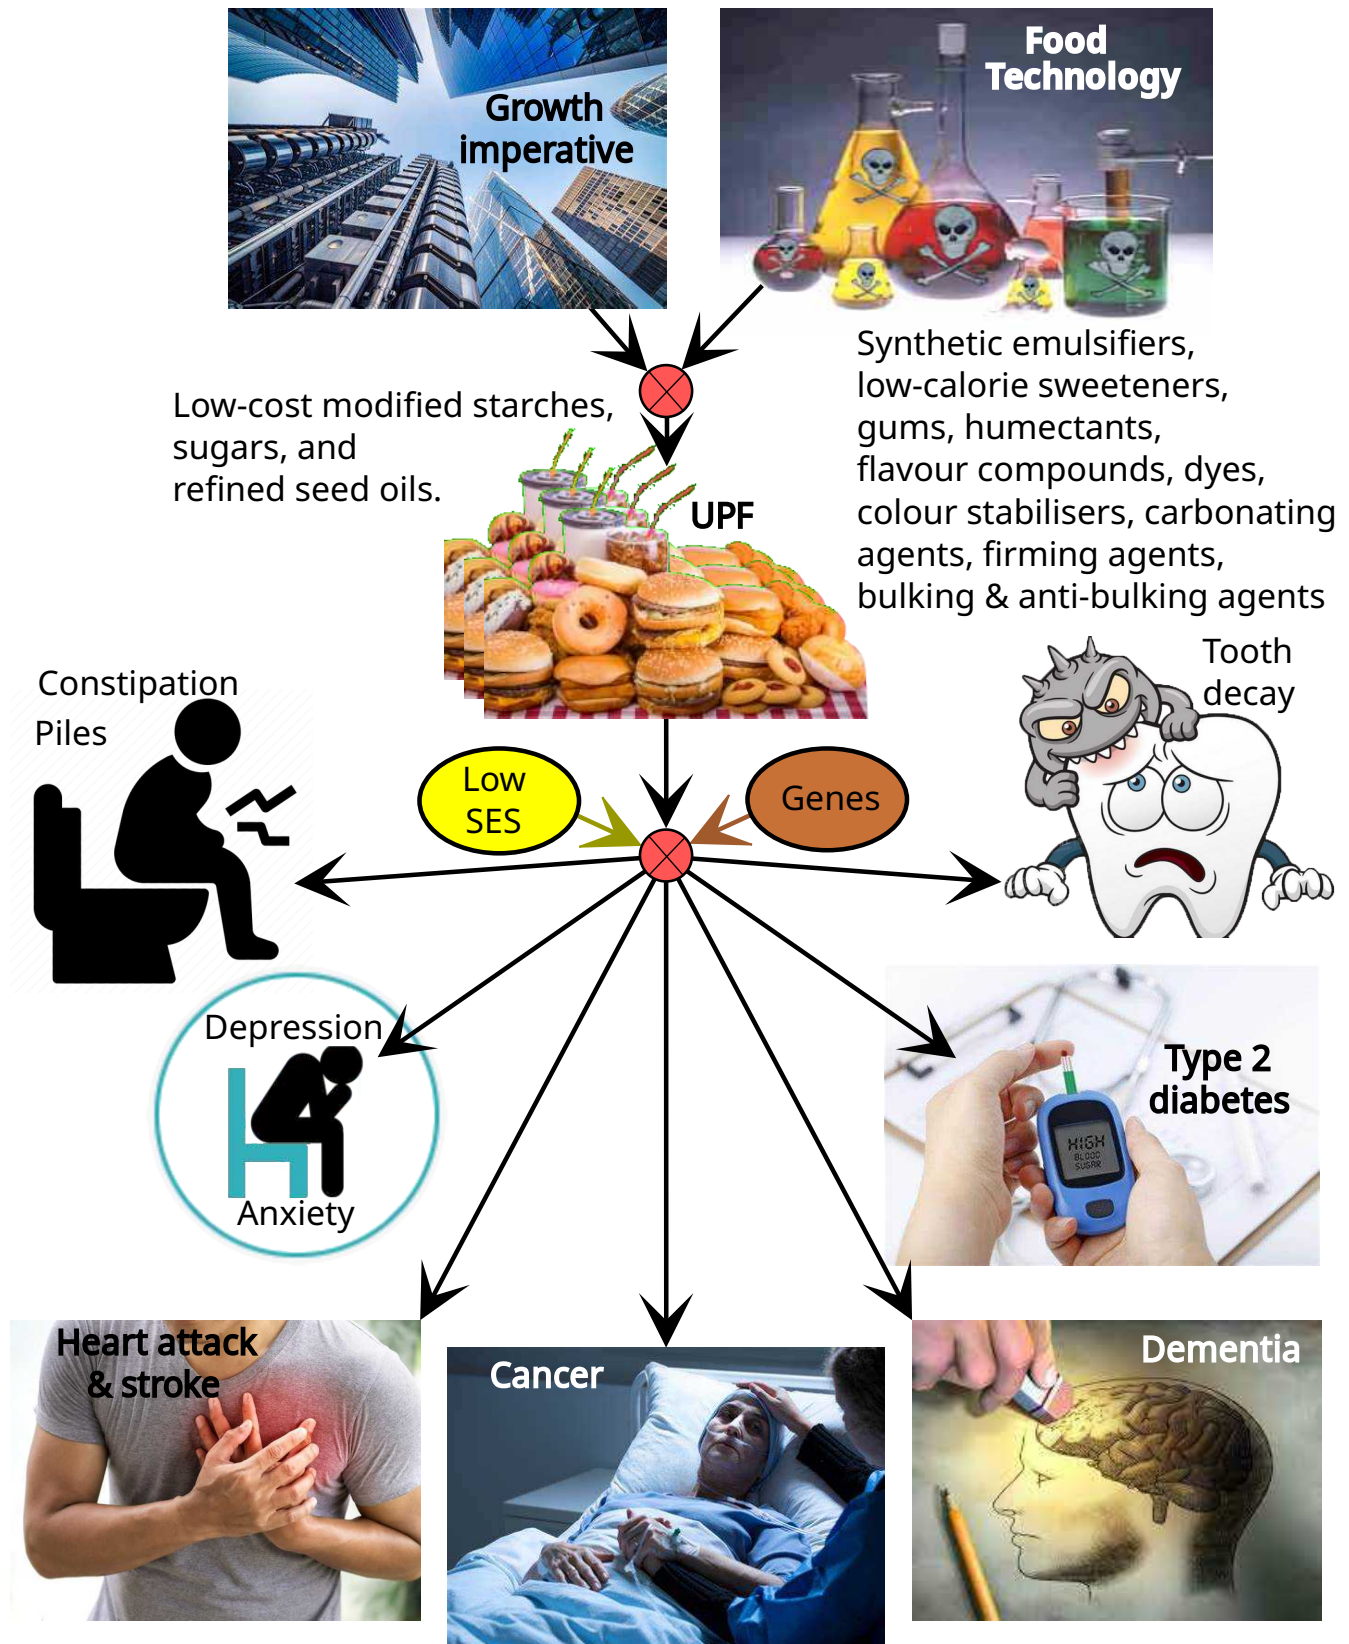 Growth
imperative
Food
Technology
Low-cost modified starches,
sugars, and
refined seed oils.
Synthetic emulsifiers,
low-calorie sweeteners,
gums, humectants,
flavour compounds, dyes,
colour stabilisers, carbonating
agents, firming agents,
bulking & anti-bulking agents
UPF
Constipation
Piles
Tooth
decay
Low
SES
Genes
Depression
Anxiety
Type 2
diabetes
HIGH
BLOOD
SUGAR
Heart attack
& stroke
Cancer
Dementia